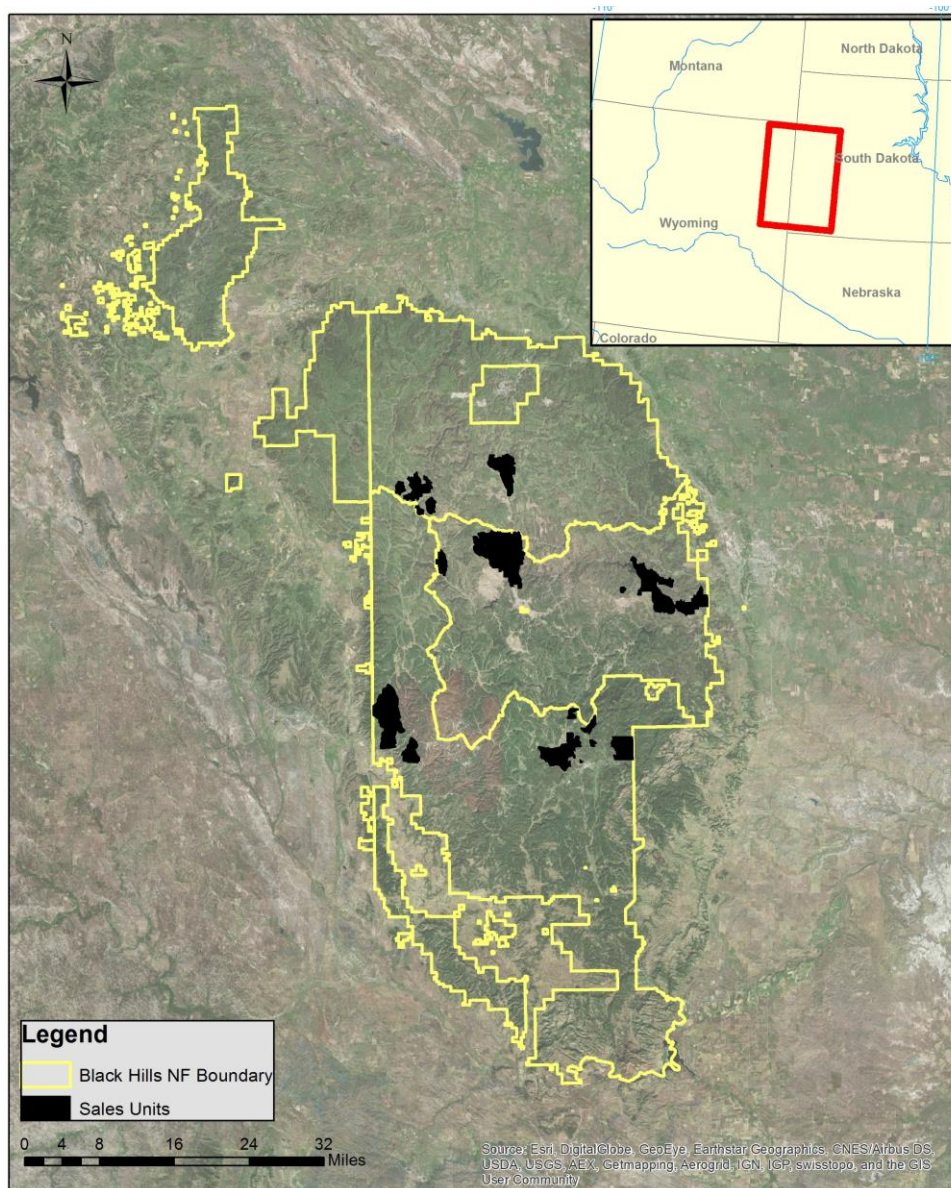 N
-110°
-100°
North Dakota
Montana
South Dakota
Wyoming
Nebraska
Colorado
Legend
Black Hills NF Boundary
Sales Units
0 4 8 16 24 32
Miles
Source: Esri, DigitalGlobe, GeoEye, Earthstar Geographics, CNES/Airbus DS,
USDA, USGS, AEX, Getmapping, Aerogrid, IGN, IGP, swisstopo, and the GIS
User Community